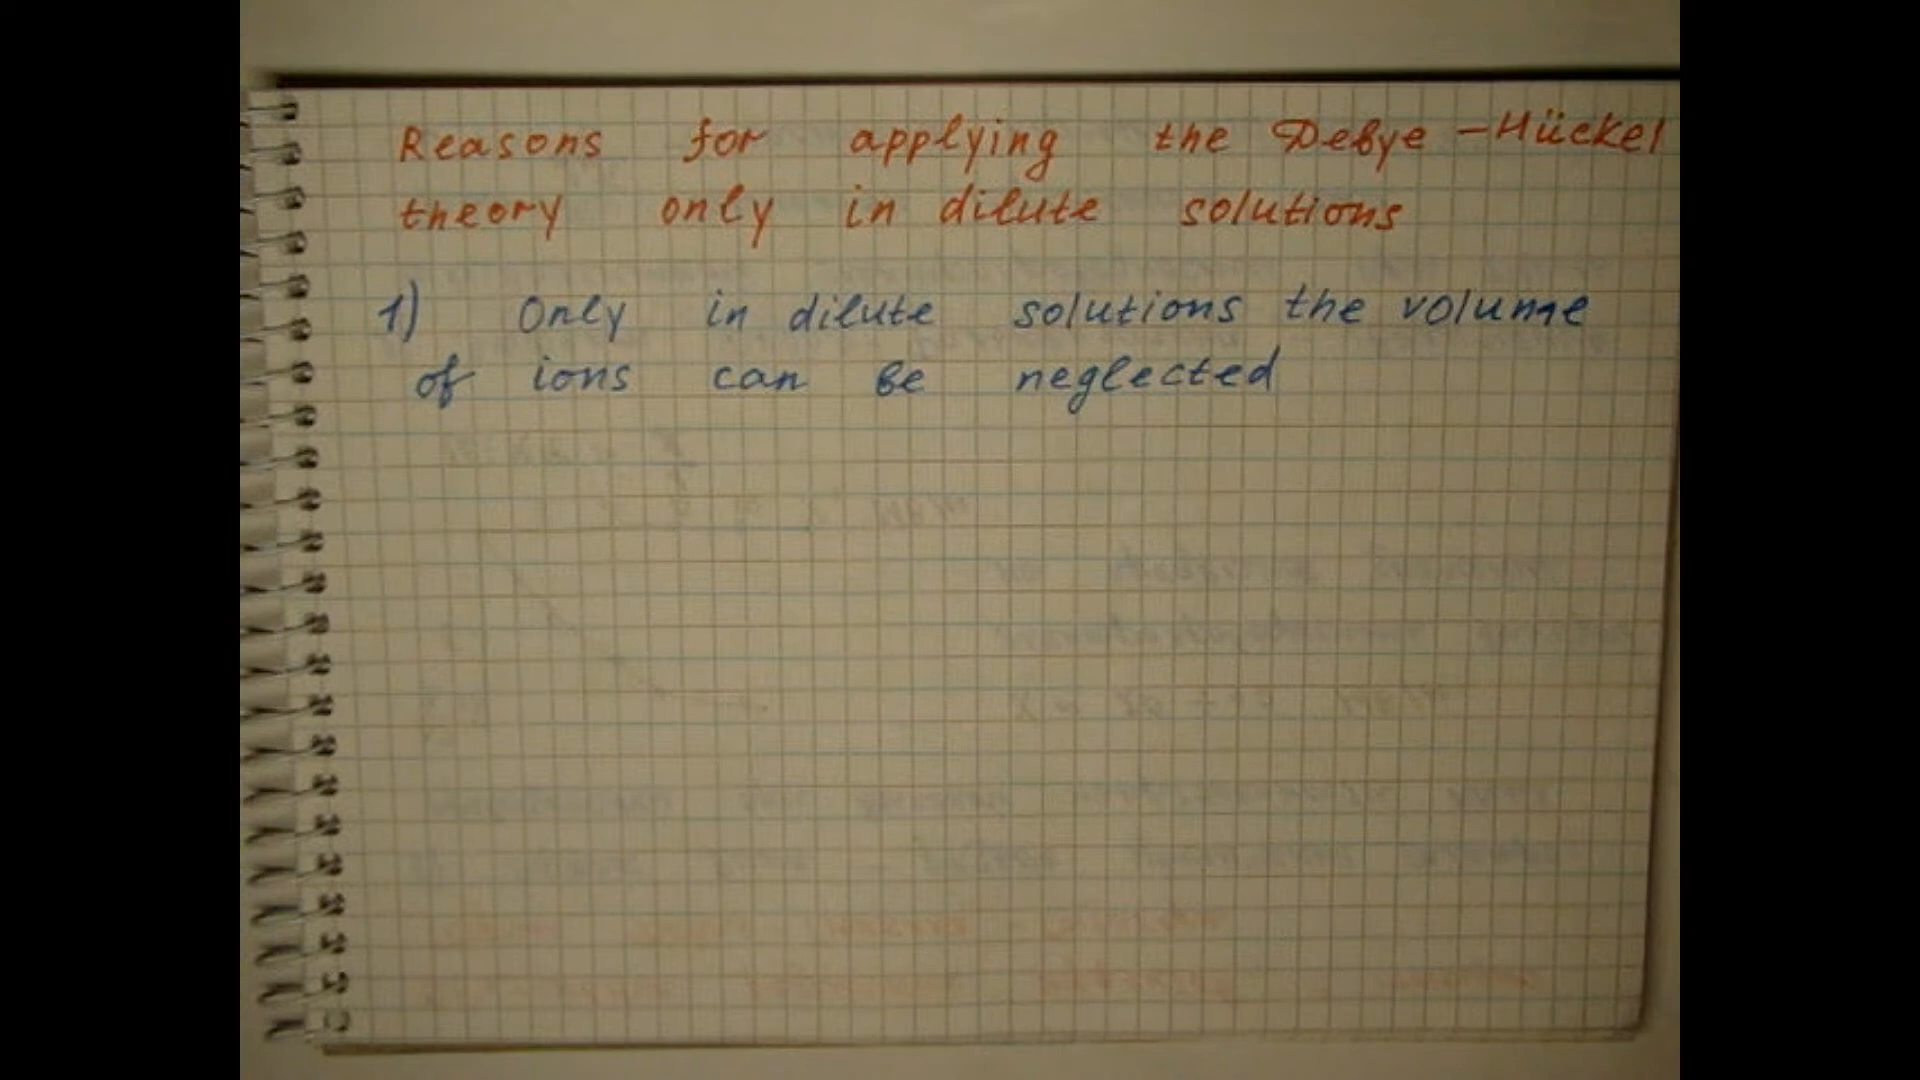 Reasons for applying the Debye - Hückel
theory only in dilute solutions
1) Only in dilute solutions the volume
of ions can be neglected